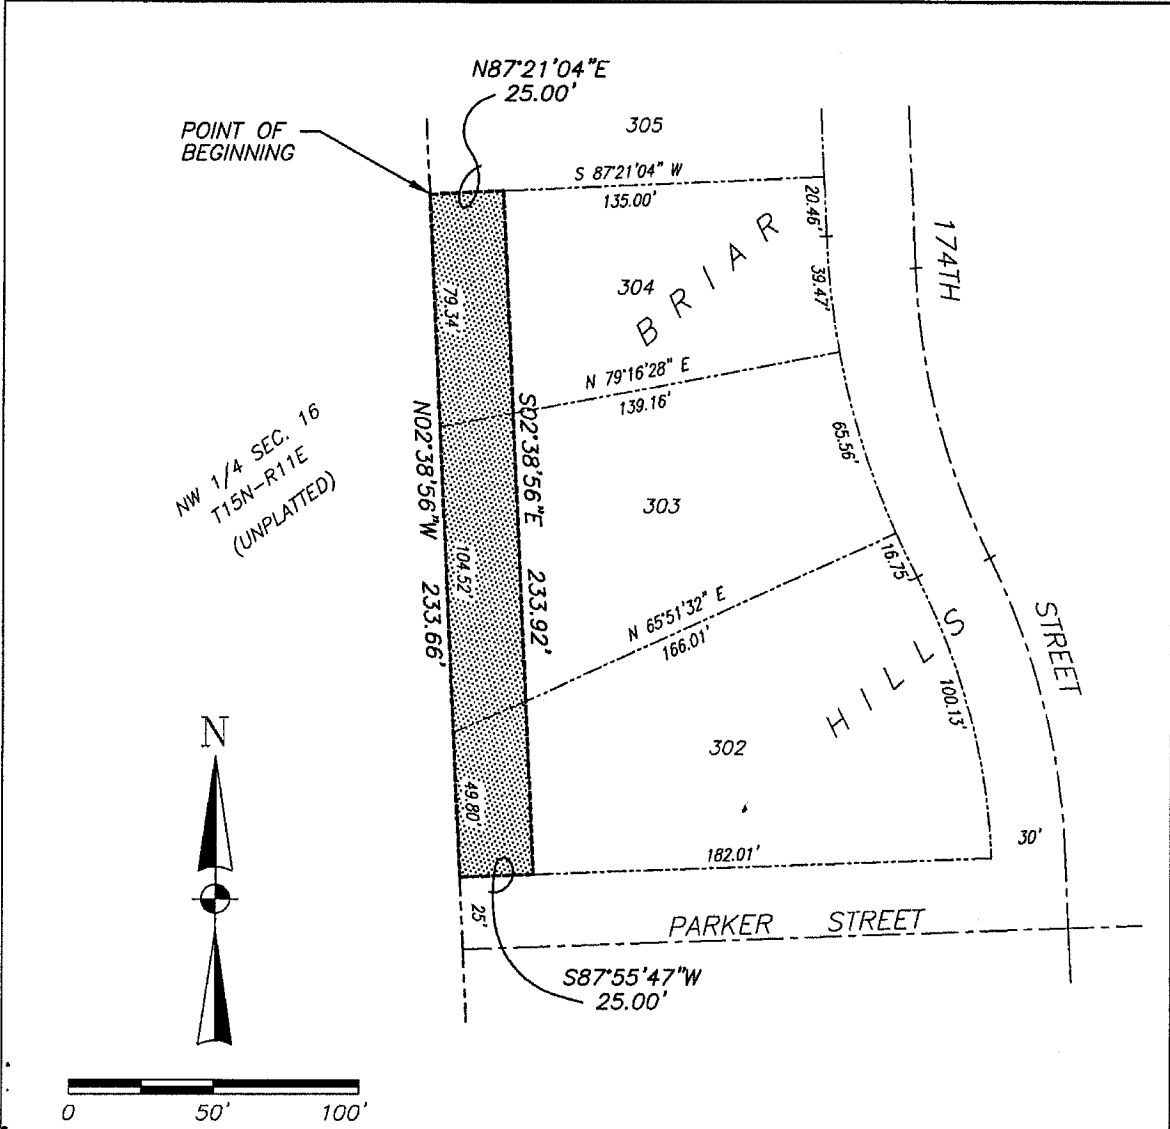 N87°21'04"E
25.00'
POINT OF
BEGINNING
305
S 87°21'04" W
135.00'
20.46'
174TH
BRIAR
304
39.47'
79.34'
N 79°16'28" E
139.16'
NW 1/4 SEC. 16
T15N-R11E
(UNPLATTED)
N02°38'56"W 233.66'
S02°38'56"E 233.92'
65.56'
303
104.52'
16.75'
N 65°51'32" E
166.01'
STREET
HILLS
100.13'
302
N
49.80'
182.01'
30'
25'
PARKER STREET
S87°55'47"W
25.00'
0 50' 100'